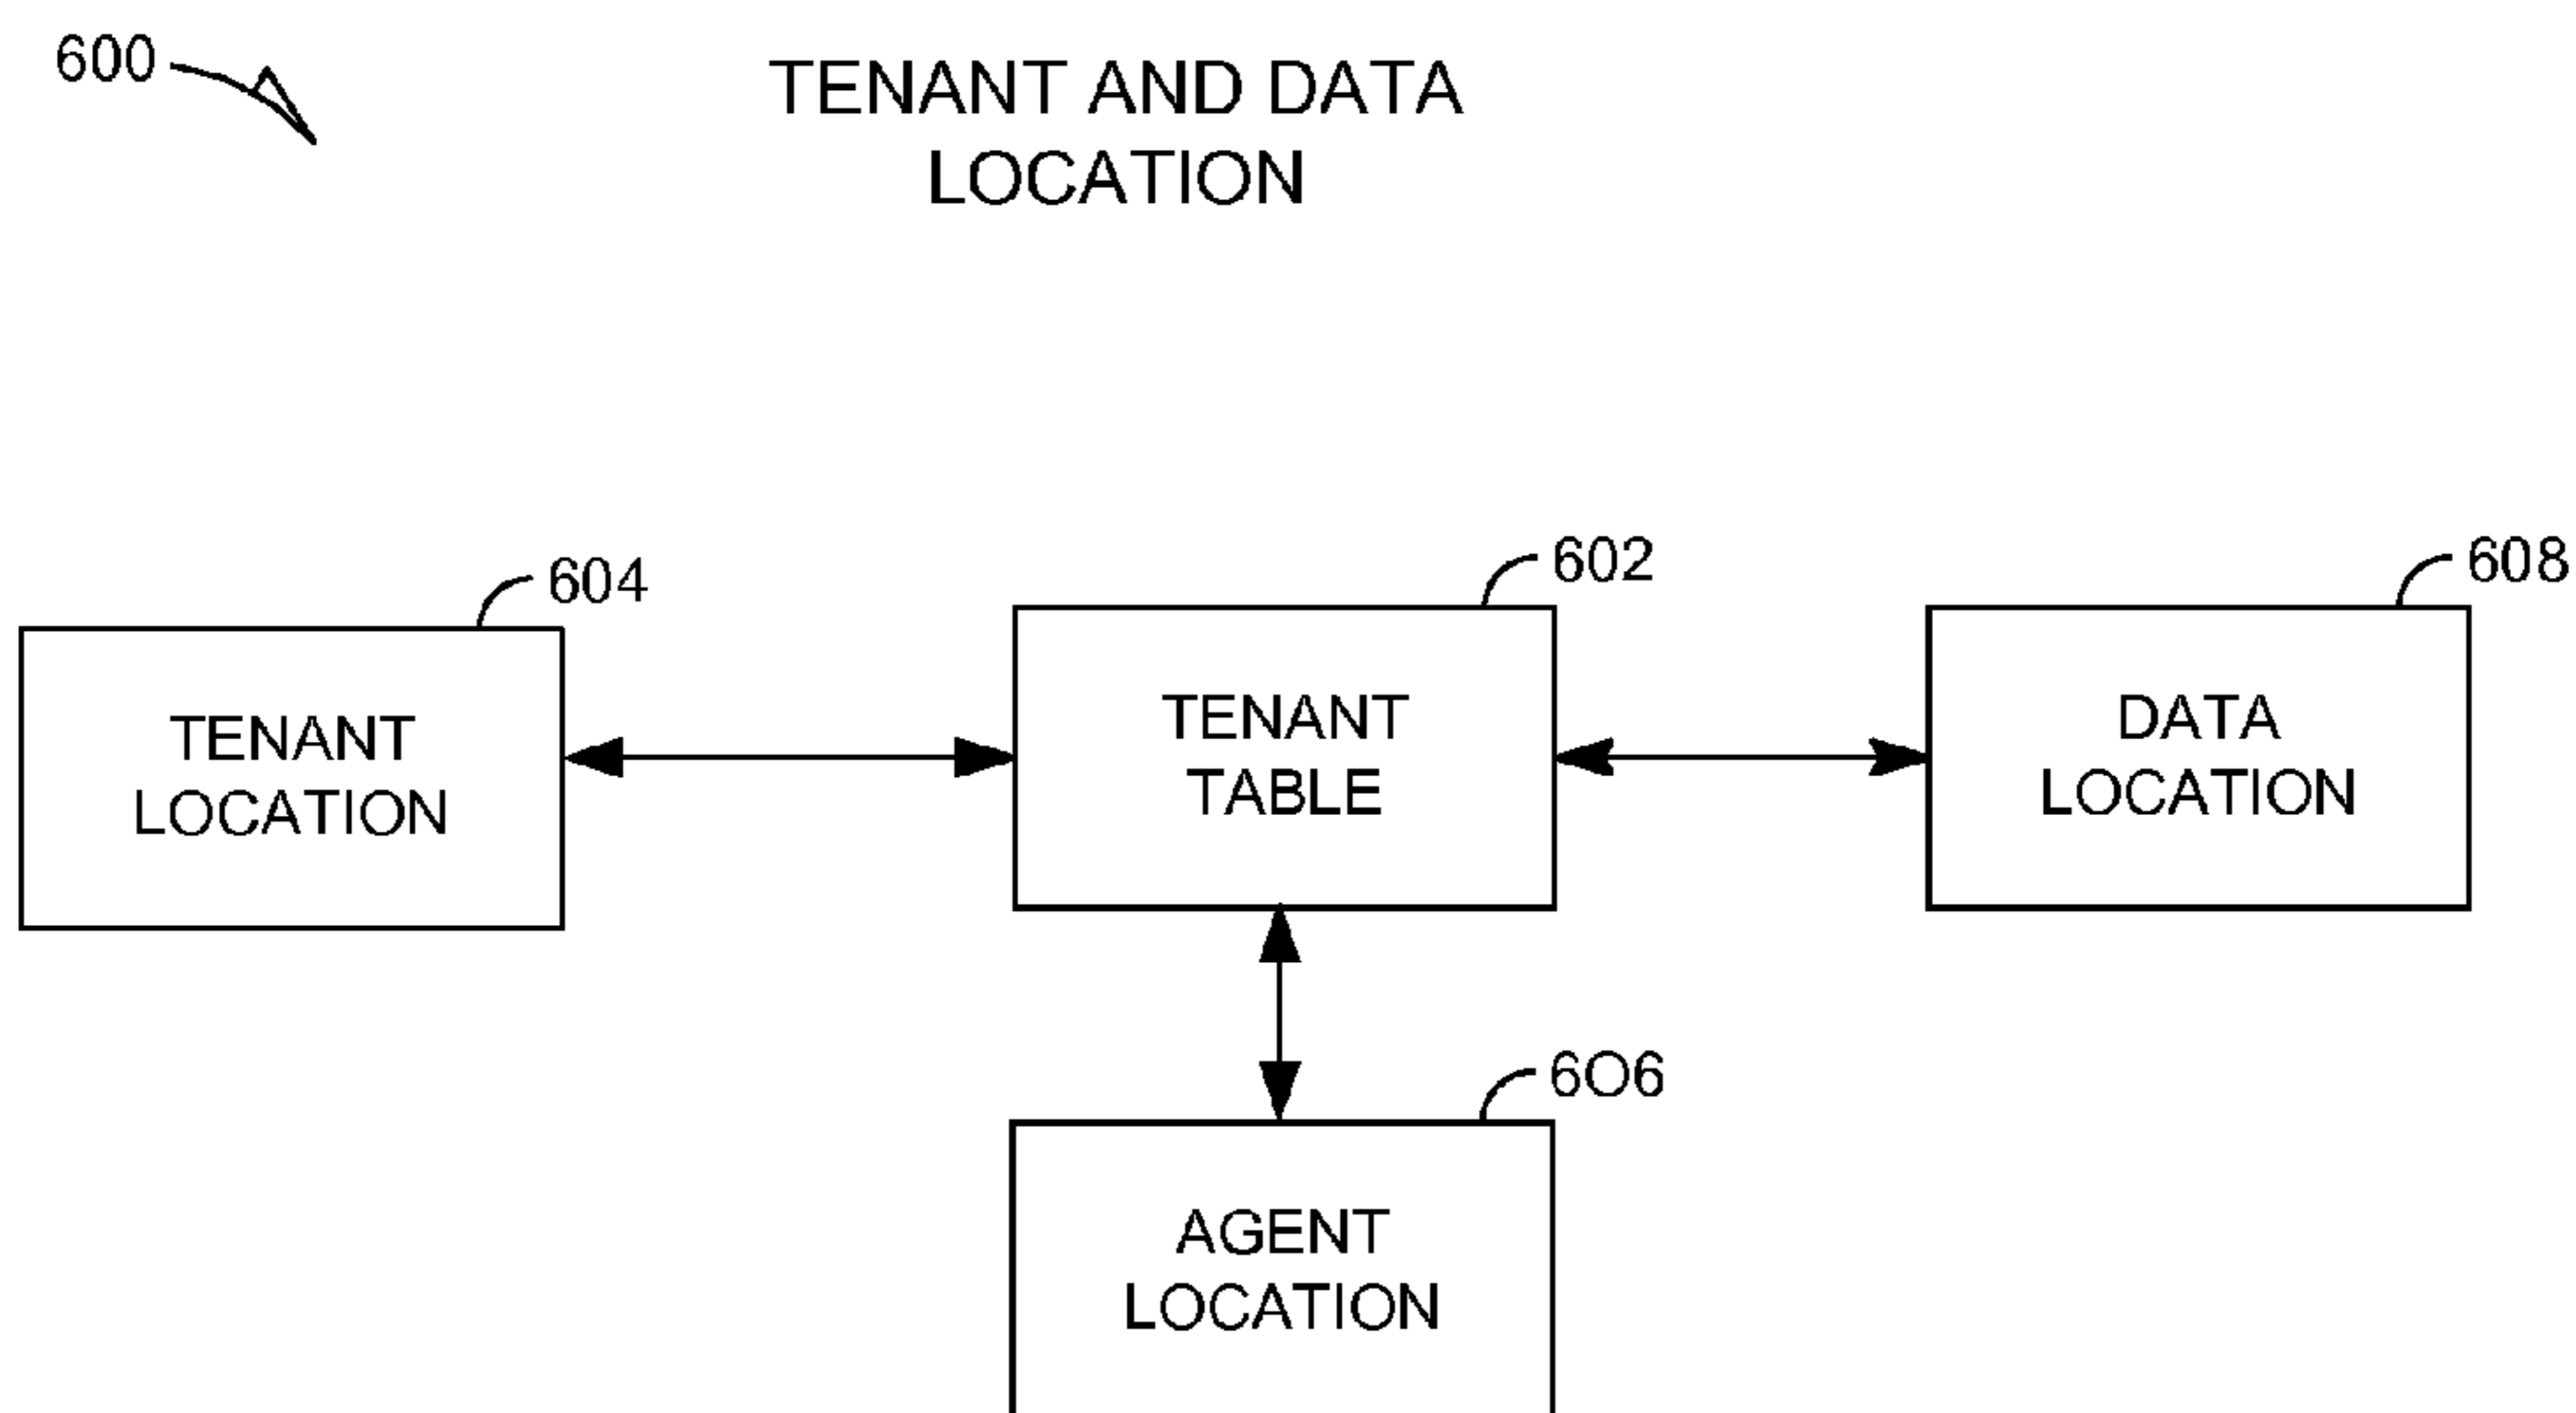 600
TENANT AND DATA
LOCATION
604
602
608
TENANT
LOCATION
TENANT
TABLE
DATA
LOCATION
6O6
AGENT
LOCATION